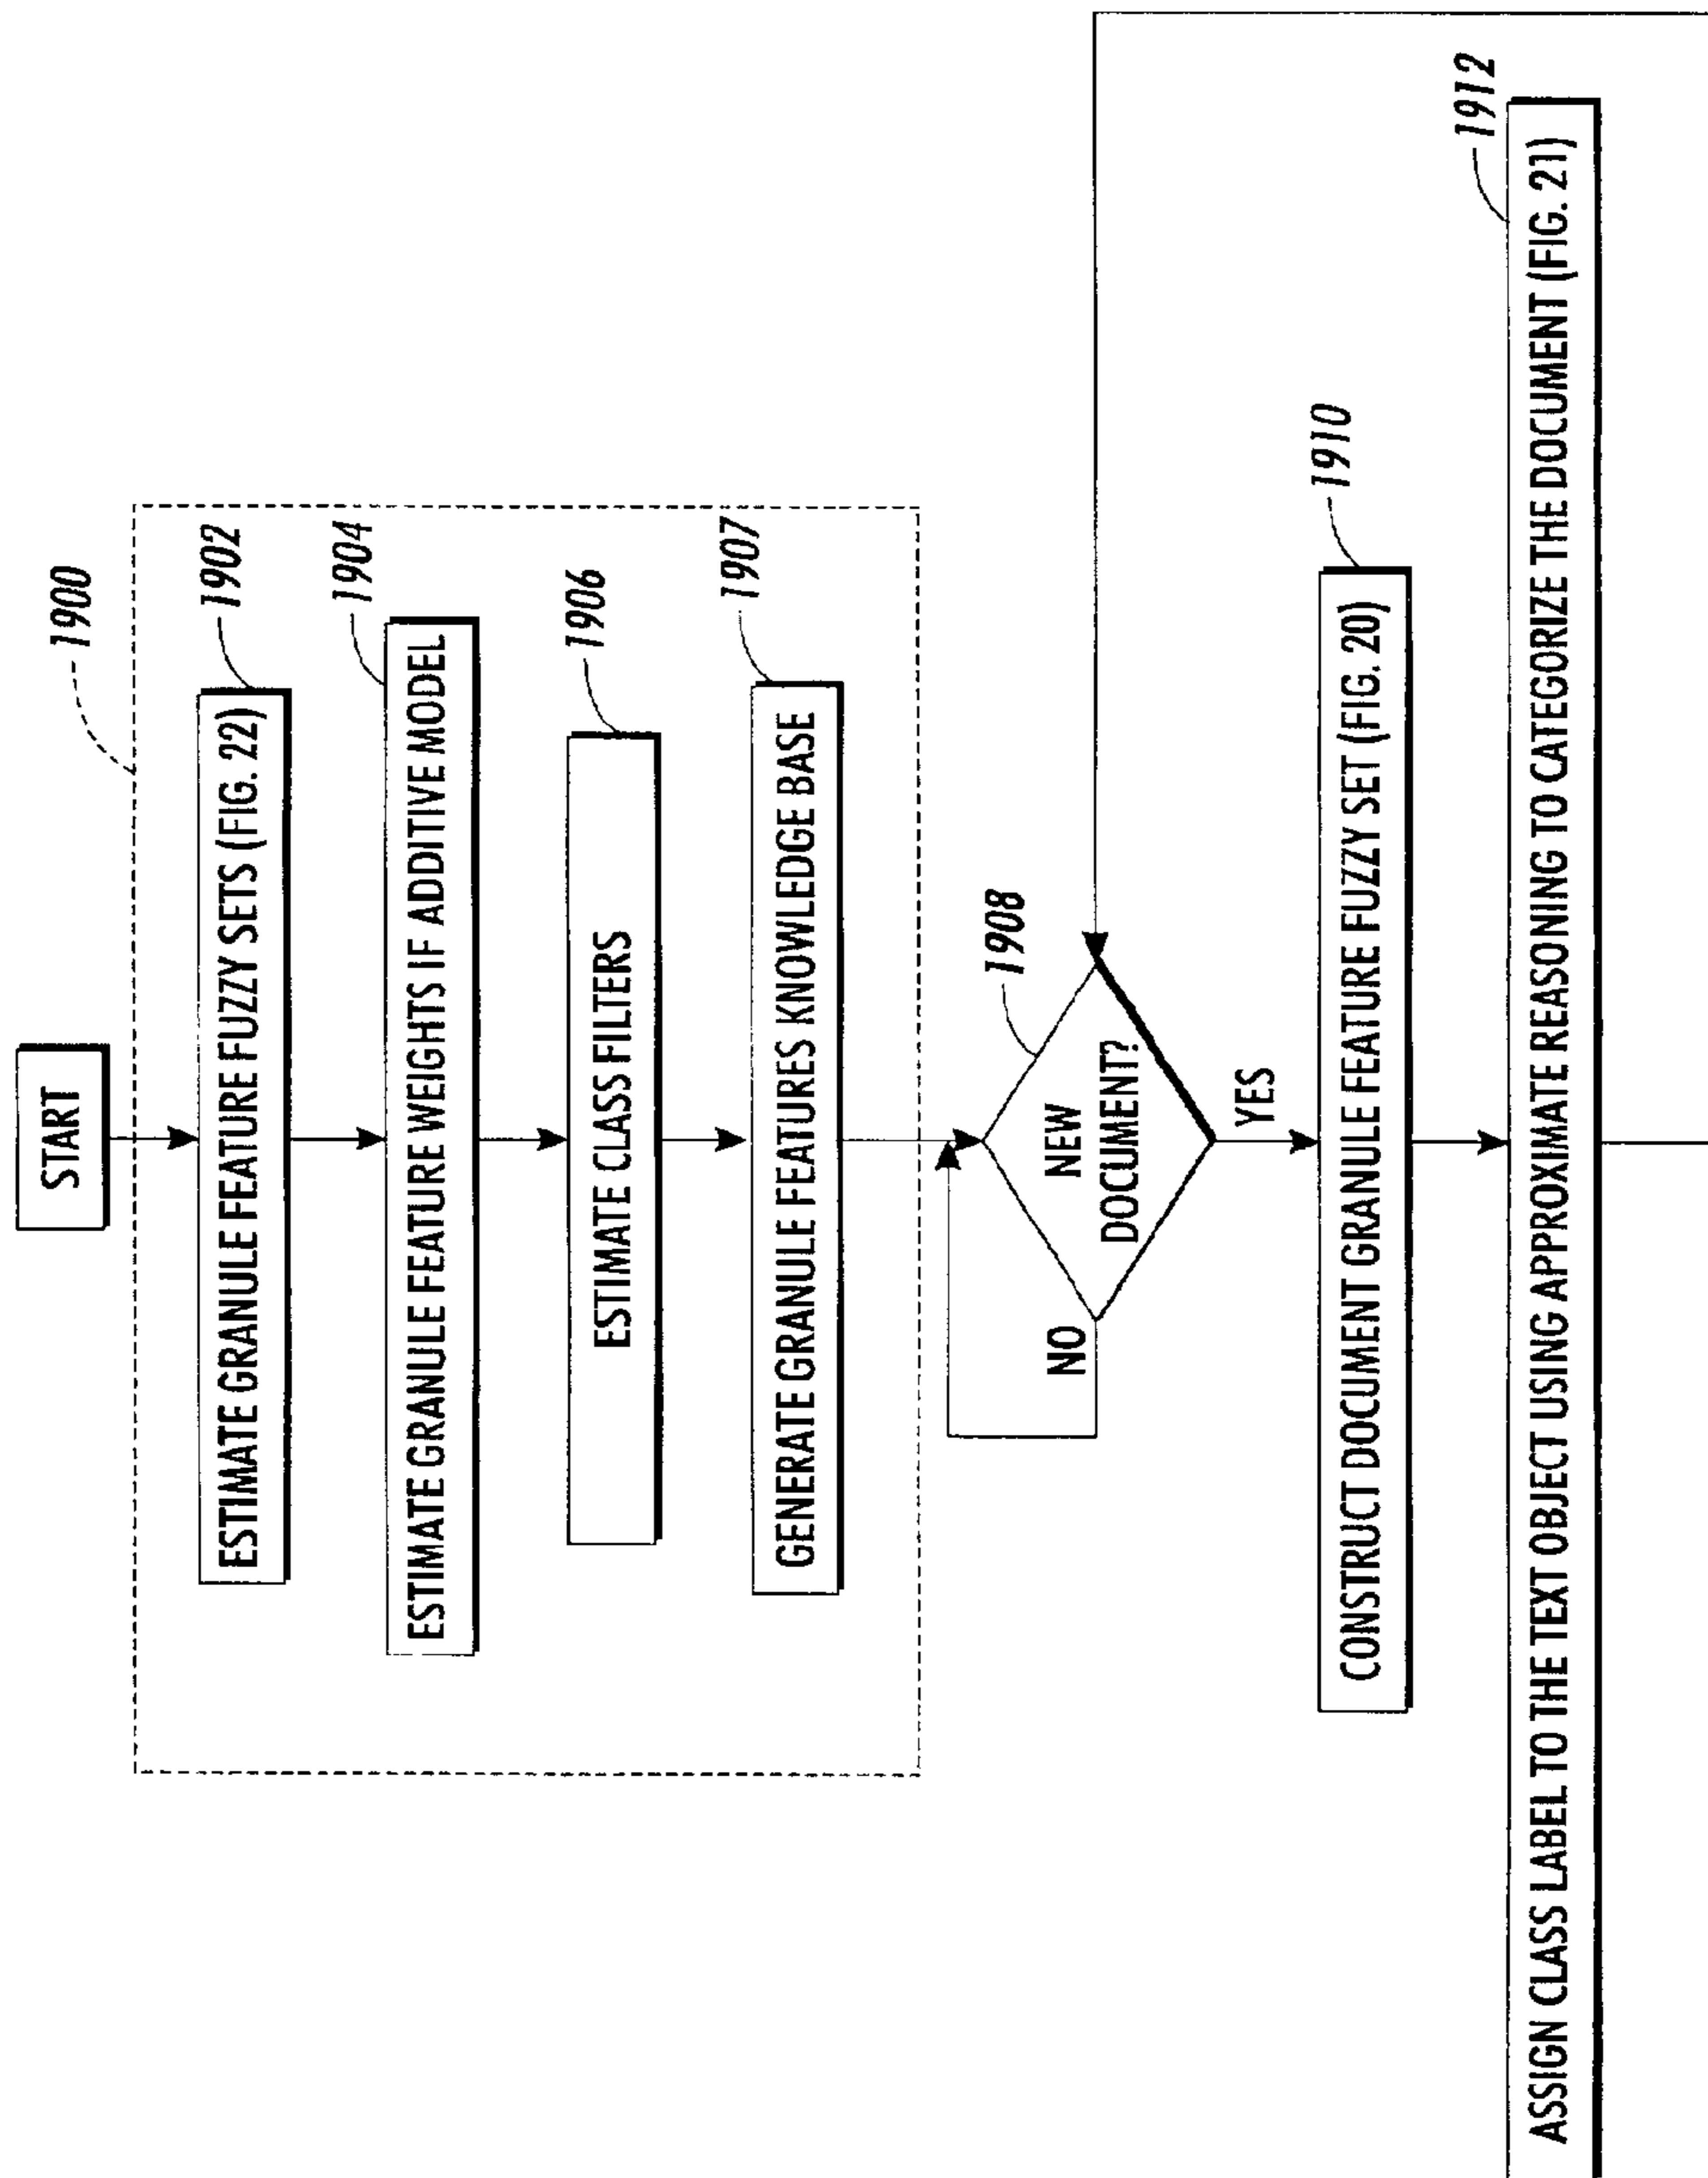 START
1900
ESTIMATE GRANULE FEATURE FUZZY SETS (FIG. 22)
1902
ESTIMATE GRANULE FEATURE WEIGHTS IF ADDITIVE MODEL
1904
ESTIMATE CLASS FILTERS
1906
GENERATE GRANULE FEATURES KNOWLEDGE BASE
1907
NEW
DOCUMENT?
1908
NO
YES
CONSTRUCT DOCUMENT GRANULE FEATURE FUZZY SET (FIG. 20)
1910
ASSIGN CLASS LABEL TO THE TEXT OBJECT USING APPROXIMATE REASONING TO CATEGORIZE THE DOCUMENT (FIG. 21)
1912